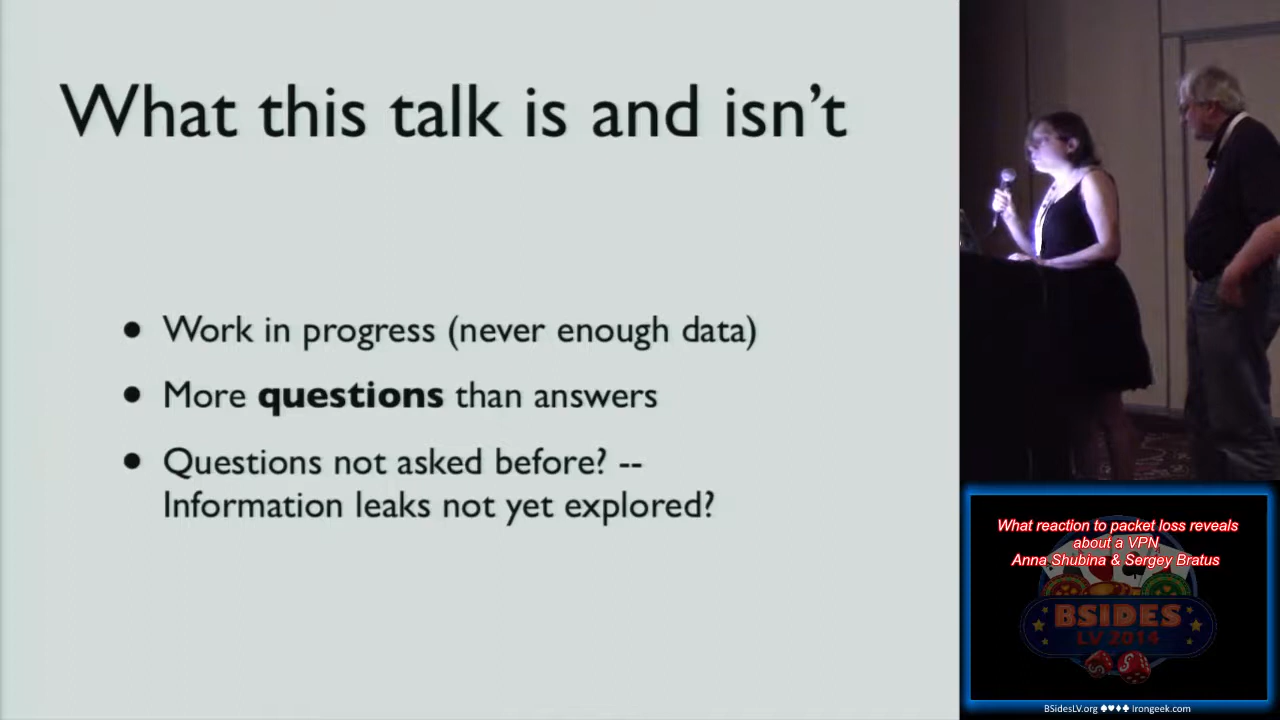 What this talk is and isn't
● Work in progress (never enough data)
● More questions than answers
● Questions not asked before? --
Information leaks not yet explored?
What reaction to packet loss reveals
about a VPN
Anna Shubina & Sergey Bratus
BSIDES
LV 2014
BSidesLV.org ♠♥♦♣ Irongeek.com